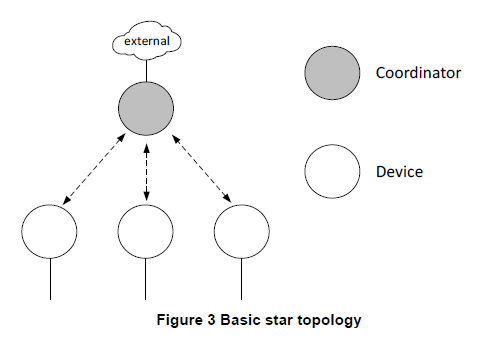 external
Coordinator
Device
Figure 3 Basic star topology